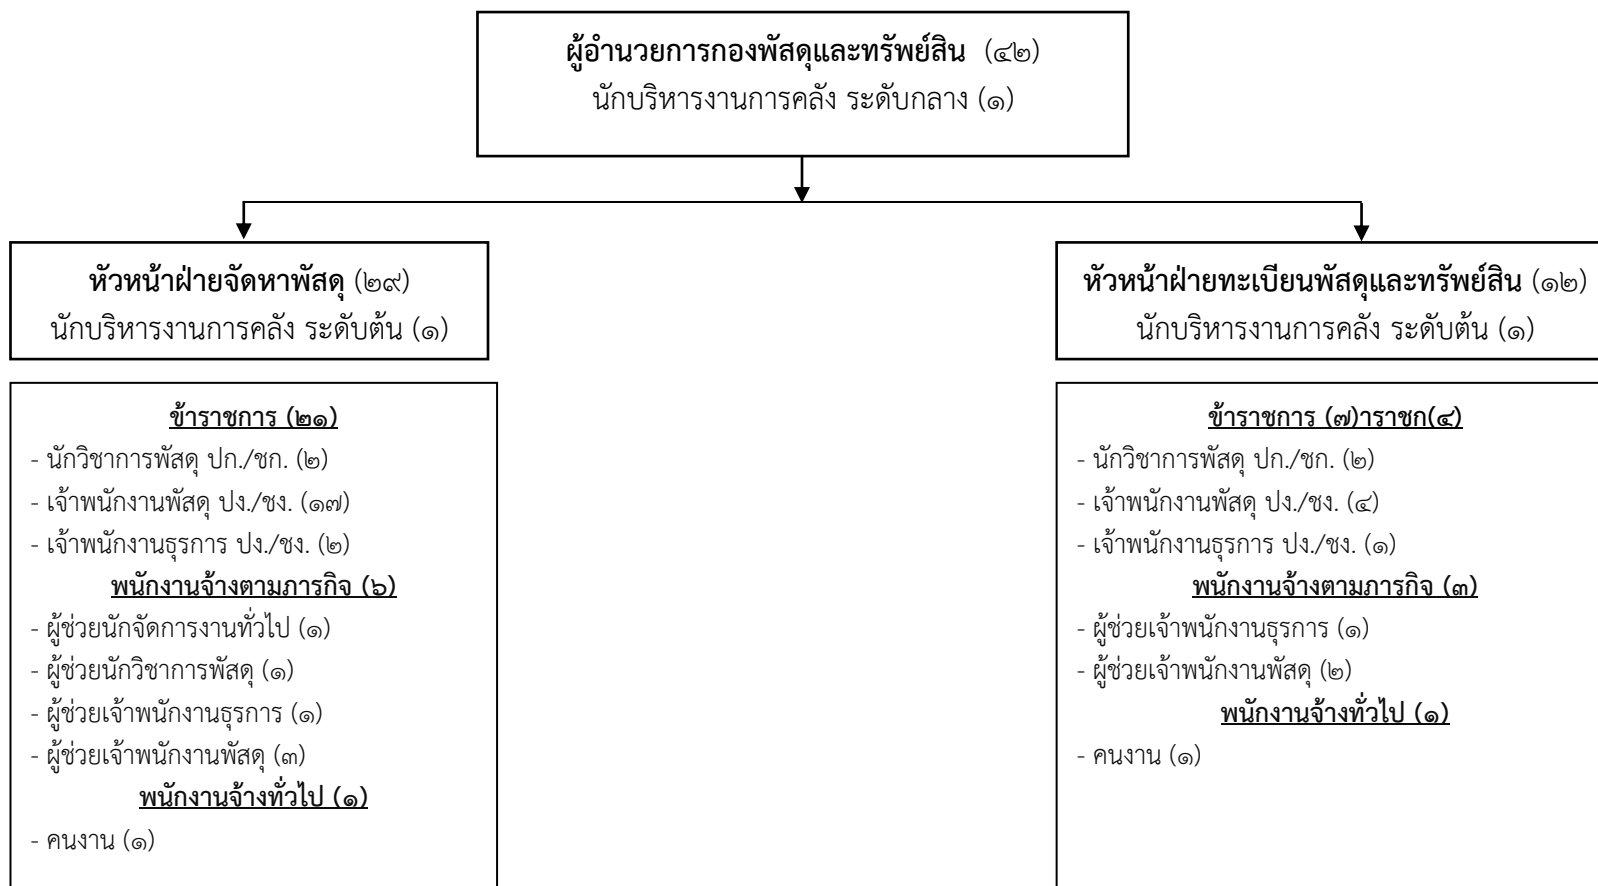 ผู้อำนวยการกองพัสดุและทรัพย์สิน (๔๒)
นักบริหารงานการคลัง ระดับกลาง (๑)
หัวหน้าฝ่ายจัดหาพัสดุ (๒๙)
นักบริหารงานการคลัง ระดับต้น (๑)
ข้าราชการ (๒๑)
- นักวิชาการพัสดุ ปก./ชก. (๒)
- เจ้าพนักงานพัสดุ ปง./ชง. (๑๗)
- เจ้าพนักงานธุรการ ปง./ชง. (๒)
พนักงานจ้างตามภารกิจ (๖)
- ผู้ช่วยนักจัดการงานทั่วไป (๑)
- ผู้ช่วยนักวิชาการพัสดุ (๑)
- ผู้ช่วยเจ้าพนักงานธุรการ (๑)
- ผู้ช่วยเจ้าพนักงานพัสดุ (๓)
พนักงานจ้างทั่วไป (๑)
- คนงาน (๑)
หัวหน้าฝ่ายทะเบียนพัสดุและทรัพย์สิน (๑๒)
นักบริหารงานการคลัง ระดับต้น (๑)
ข้าราชการ (๗)าราชก(๔)
- นักวิชาการพัสดุ ปก./ชก. (๒)
- เจ้าพนักงานพัสดุ ปง./ชง. (๔)
- เจ้าพนักงานธุรการ ปง./ชง. (๑)
พนักงานจ้างตามภารกิจ (๓)
- ผู้ช่วยเจ้าพนักงานธุรการ (๑)
- ผู้ช่วยเจ้าพนักงานพัสดุ (๒)
พนักงานจ้างทั่วไป (๑)
- คนงาน (๑)